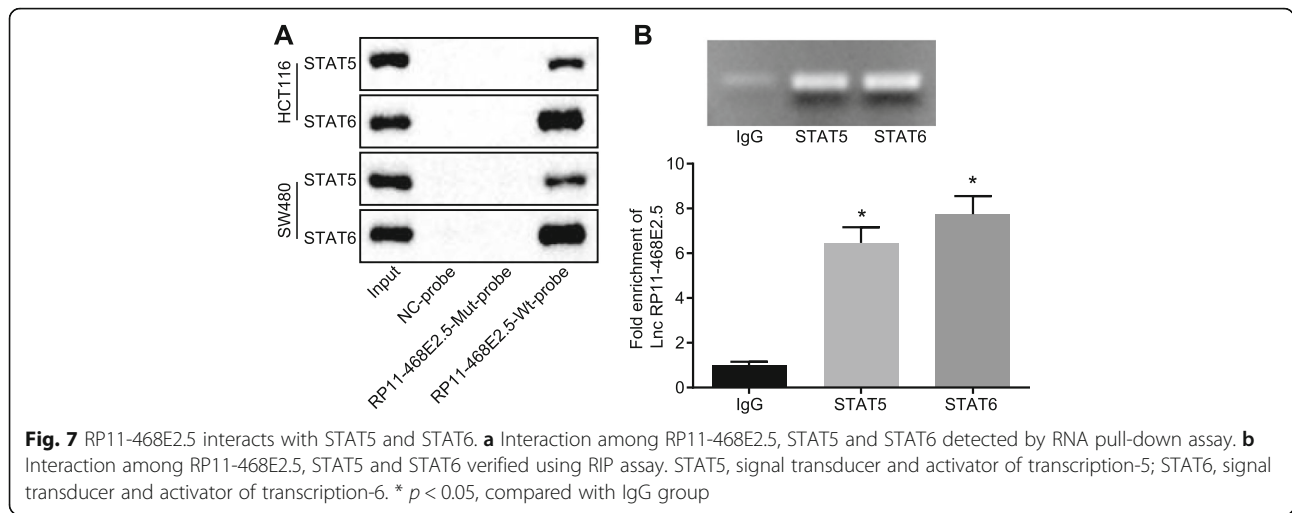 A
HCT116
STAT5
STAT6
SW480
STAT5
STAT6
Input
NC-probe
RP11-468E2.5-Mut-probe
RP11-468E2.5-Wt-probe
B
IgG STAT5 STAT6
Fold enrichment of
Lnc RP11-468E2.5
10
8
6
4
2
0
*
*
IgG STAT5 STAT6
Fig. 7 RP11-468E2.5 interacts with STAT5 and STAT6. a Interaction among RP11-468E2.5, STAT5 and STAT6 detected by RNA pull-down assay. b
Interaction among RP11-468E2.5, STAT5 and STAT6 verified using RIP assay. STAT5, signal transducer and activator of transcription-5; STAT6, signal
transducer and activator of transcription-6. * p < 0.05, compared with IgG group